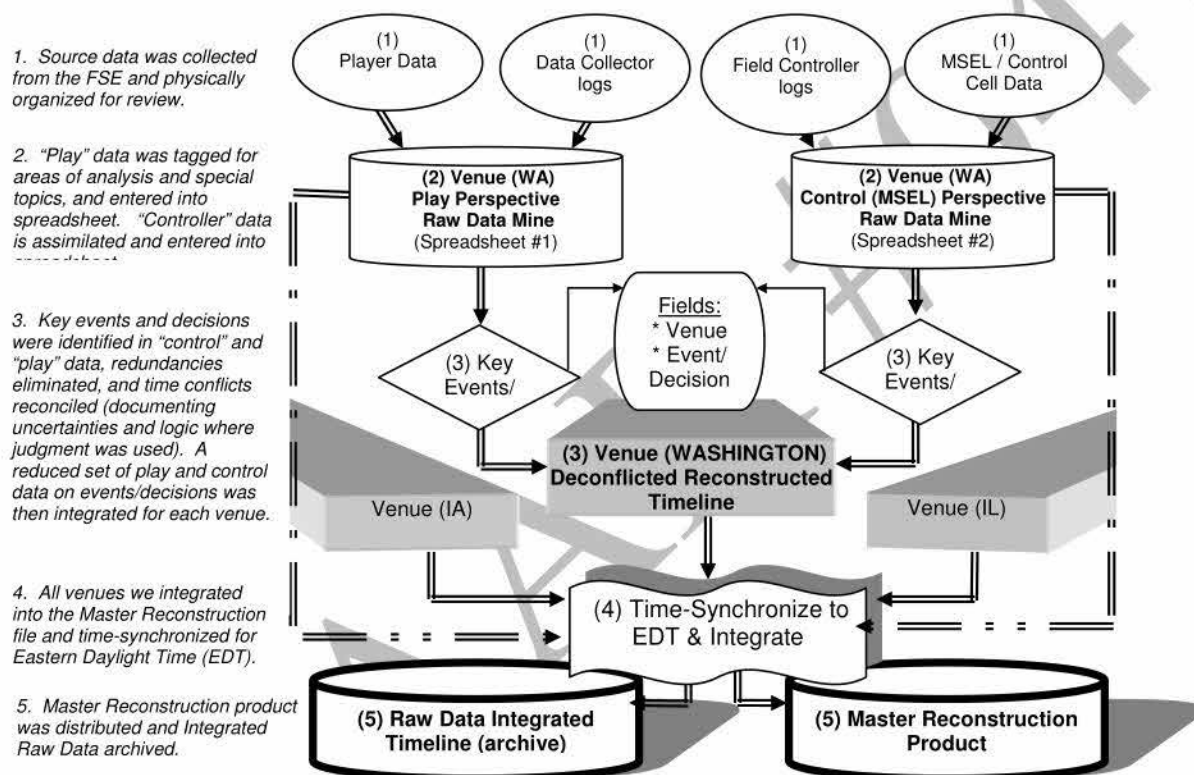 1. Source data was collected
from the FSE and physically
organized for review.
2. “Play” data was tagged for
areas of analysis and special
topics, and entered into
spreadsheet. “Controller” data
is assimilated and entered into
3. Key events and decisions
were identified in “control” and
“play” data, redundancies
eliminated, and time conflicts
reconciled (documenting
uncertainties and logic where
judgment was used). A
reduced set of play and control
data on events/decisions was
then integrated for each venue.
4. All venues we integrated
into the Master Reconstruction
file and time-synchronized for
Eastern Daylight Time (EDT).
5. Master Reconstruction product
was distributed and Integrated
Raw Data archived.
(1)
Player Data
(1)
Data Collector
logs
(1)
Field Controller
logs
(1)
MSEL / Control
Cell Data
(2) Venue (WA)
Play Perspective
Raw Data Mine
(Spreadsheet #1)
(2) Venue (WA)
Control (MSEL) Perspective
Raw Data Mine
(Spreadsheet #2)
(3) Key
Events/
Fields:
* Venue
* Event/
Decision
(3) Key
Events/
Venue (IA)
(3) Venue (WASHINGTON)
Deconflicted Reconstructed
Timeline
Venue (IL)
(4) Time-Synchronize to
EDT & Integrate
(5) Raw Data Integrated
Timeline (archive)
(5) Master Reconstruction
Product